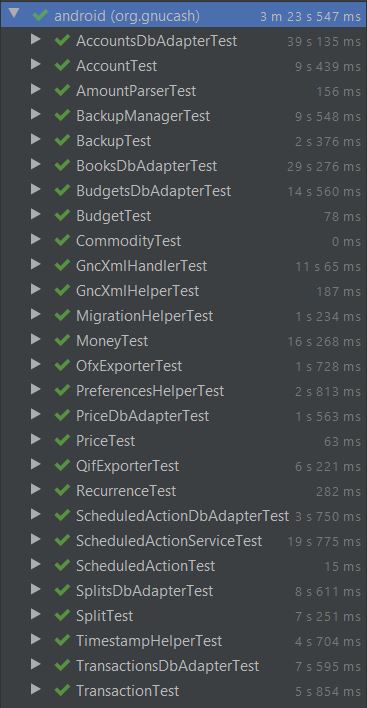 android (org.gnucash) 3 m 23 s 547 ms
AccountsDbAdapterTest 39 s 135 ms
AccountTest 9 s 439 ms
AmountParserTest 156 ms
BackupManagerTest 9 s 548 ms
BackupTest 2 s 376 ms
BooksDbAdapterTest 29 s 276 ms
BudgetsDbAdapterTest 14 s 560 ms
BudgetTest 78 ms
CommodityTest 0 ms
GncXmlHandlerTest 11 s 65 ms
GncXmlHelperTest 187 ms
MigrationHelperTest 1 s 234 ms
MoneyTest 16 s 268 ms
OfxExporterTest 1 s 728 ms
PreferencesHelperTest 2 s 813 ms
PriceDbAdapterTest 1 s 563 ms
PriceTest 63 ms
QifExporterTest 6 s 221 ms
RecurrenceTest 282 ms
ScheduledActionDbAdapterTest 3 s 750 ms
ScheduledActionServiceTest 19 s 775 ms
ScheduledActionTest 15 ms
SplitsDbAdapterTest 8 s 611 ms
SplitTest 7 s 251 ms
TimestampHelperTest 4 s 704 ms
TransactionsDbAdapterTest 7 s 595 ms
TransactionTest 5 s 854 ms